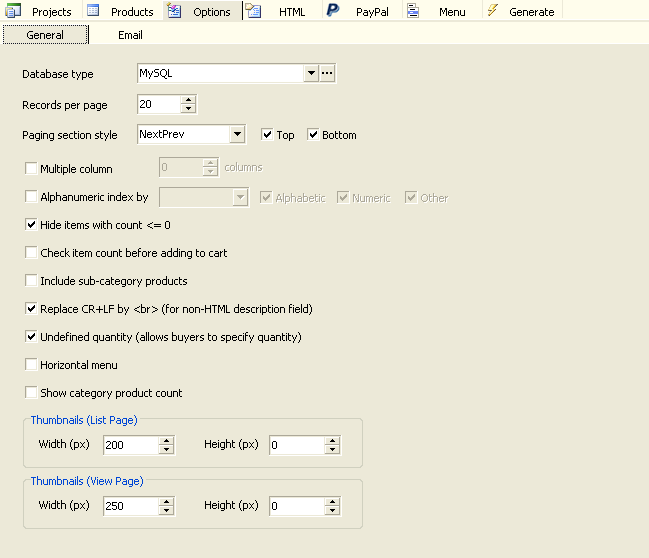 Projects Products Options HTML PayPal Menu Generate
General Email
Database type MySQL ...
Records per page 20
Paging section style NextPrev Top Bottom
Multiple column 0 columns
Alphanumeric index by Alphabetic Numeric Other
Hide items with count <= 0
Check item count before adding to cart
Include sub-category products
Replace CR+LF by <br> (for non-HTML description field)
Undefined quantity (allows buyers to specify quantity)
Horizontal menu
Show category product count
Thumbnails (List Page)
Width (px) 200 Height (px) 0
Thumbnails (View Page)
Width (px) 250 Height (px) 0